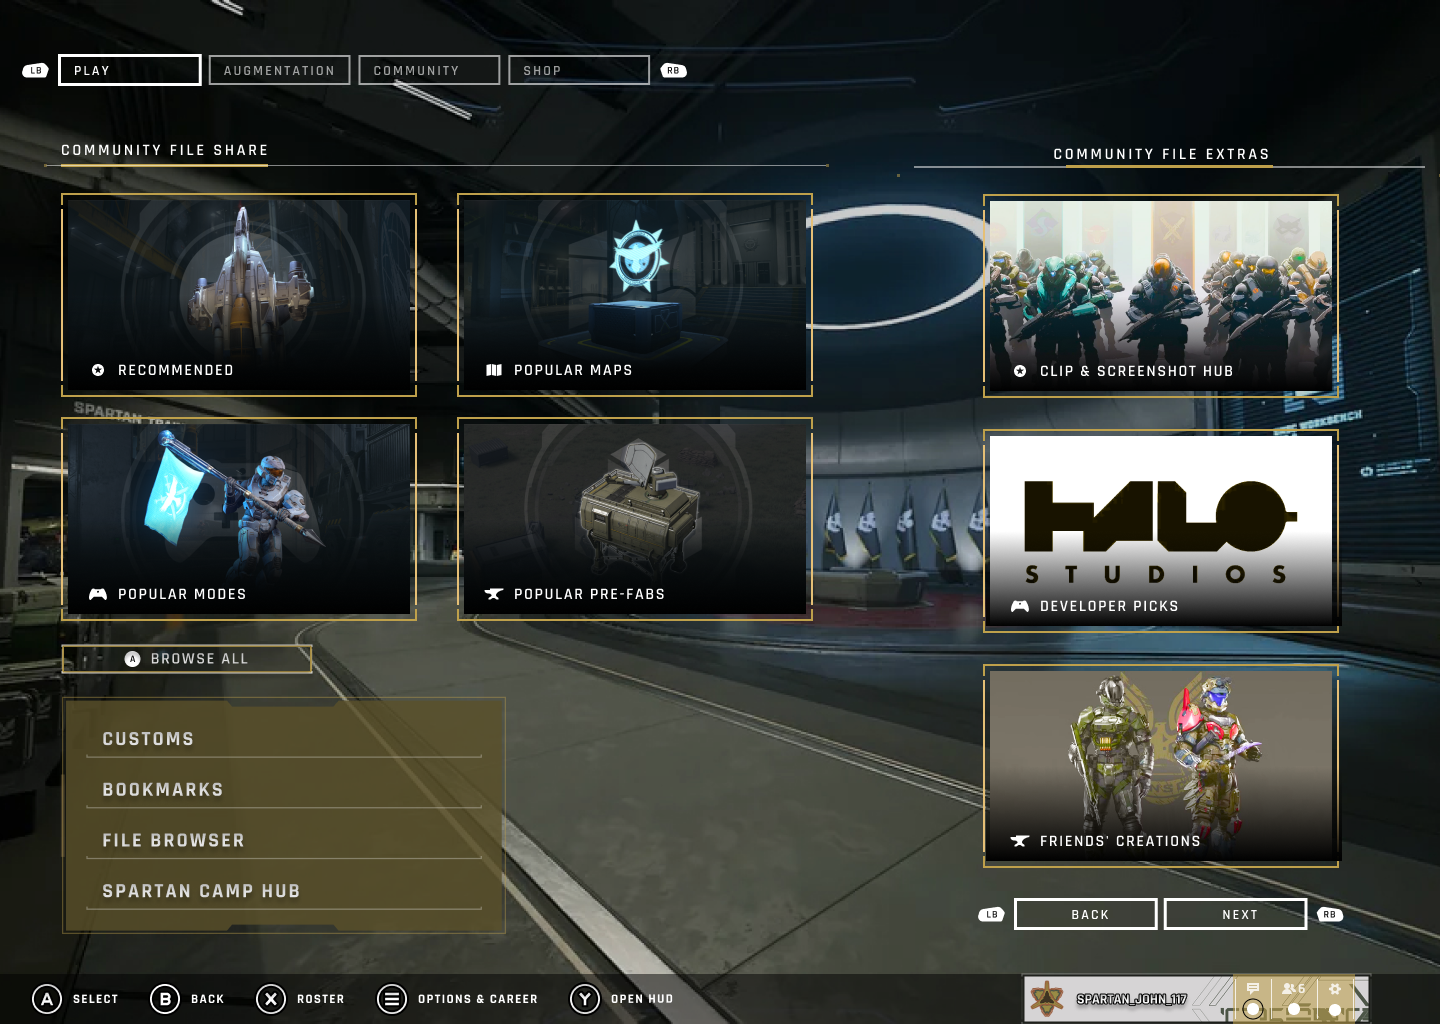 LB
PLAY
AUGMENTATION
COMMUNITY
SHOP
RB
COMMUNITY FILE SHARE
COMMUNITY FILE EXTRAS
RECOMMENDED
POPULAR MAPS
CLIP & SCREENSHOT HUB
SPARTAN
WORKBENCH
HALO
STUDIOS
POPULAR MODES
POPULAR PRE-FABS
DEVELOPER PICKS
A BROWSE ALL
CUSTOMS
BOOKMARKS
FILE BROWSER
SPARTAN CAMP HUB
FRIENDS' CREATIONS
LB
BACK
NEXT
RB
A SELECT
B BACK
X ROSTER
OPTIONS & CAREER
Y OPEN HUD
SPARTAN_JOHN_117
6